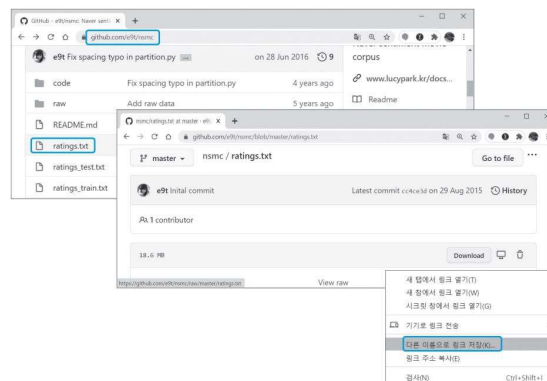 GitHub - e9t/nsmc: Naver senti
github.com/e9t/nsmc
e9t Fix spacing typo in partition.py
on 28 Jun 2016
9
corpus
www.lucypark.kr/docs...
code
Fix spacing typo in partition.py
4 years ago
raw
Add raw data
5 years ago
Readme
README.md
ratings.txt
ratings_test.txt
ratings_train.txt
nsmc/ratings.txt at master · e9t/
github.com/e9t/nsmc/blob/master/ratings.txt
master
nsmc / ratings.txt
Go to file
e9t Inital commit
Latest commit cc4ce3d on 29 Aug 2015
History
1 contributor
18.6 MB
Download
https://github.com/e9t/nsmc/raw/master/ratings.txt
View raw
새 탭에서 링크 열기(T)
새 창에서 링크 열기(W)
시크릿 창에서 링크 열기(G)
기기로 링크 전송
다른 이름으로 링크 저장(K)...
링크 주소 복사(E)
검사(N)
Ctrl+Shift+I